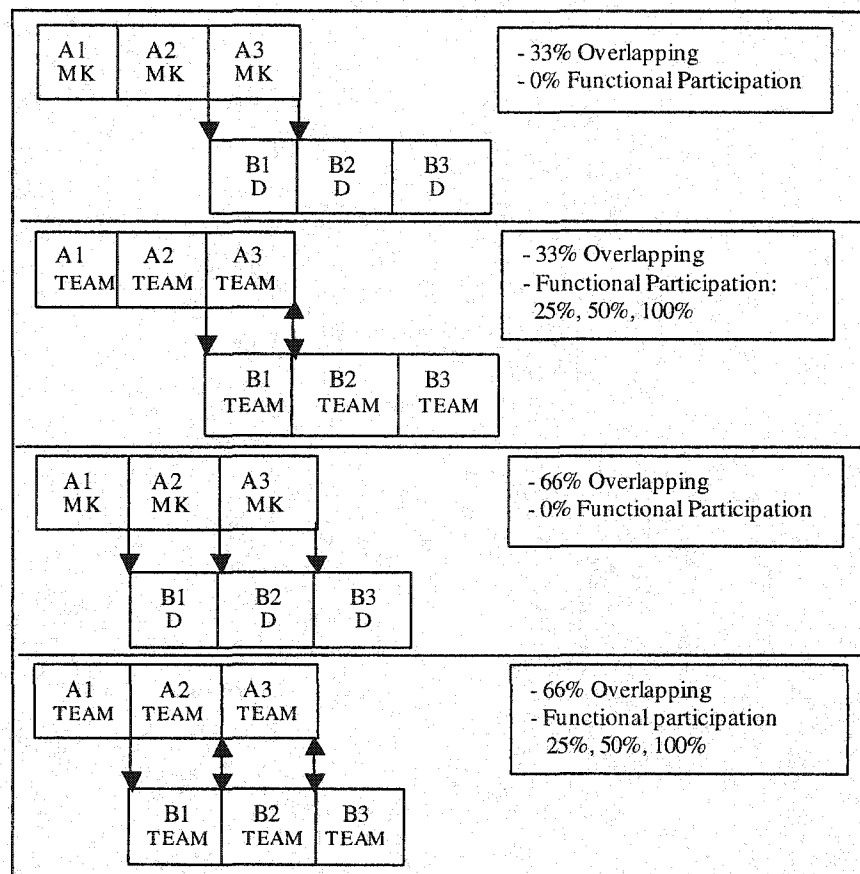 A1 A2 A3
MK MK MK
- 33% Overlapping
- 0% Functional Participation
B1 B2 B3
D D D
A1 A2 A3
TEAM TEAM TEAM
- 33% Overlapping
- Functional Participation:
25%, 50%, 100%
B1 B2 B3
TEAM TEAM TEAM
A1 A2 A3
MK MK MK
- 66% Overlapping
- 0% Functional Participation
B1 B2 B3
D D D
A1 A2 A3
TEAM TEAM TEAM
- 66% Overlapping
- Functional participation
25%, 50%, 100%
B1 B2 B3
TEAM TEAM TEAM